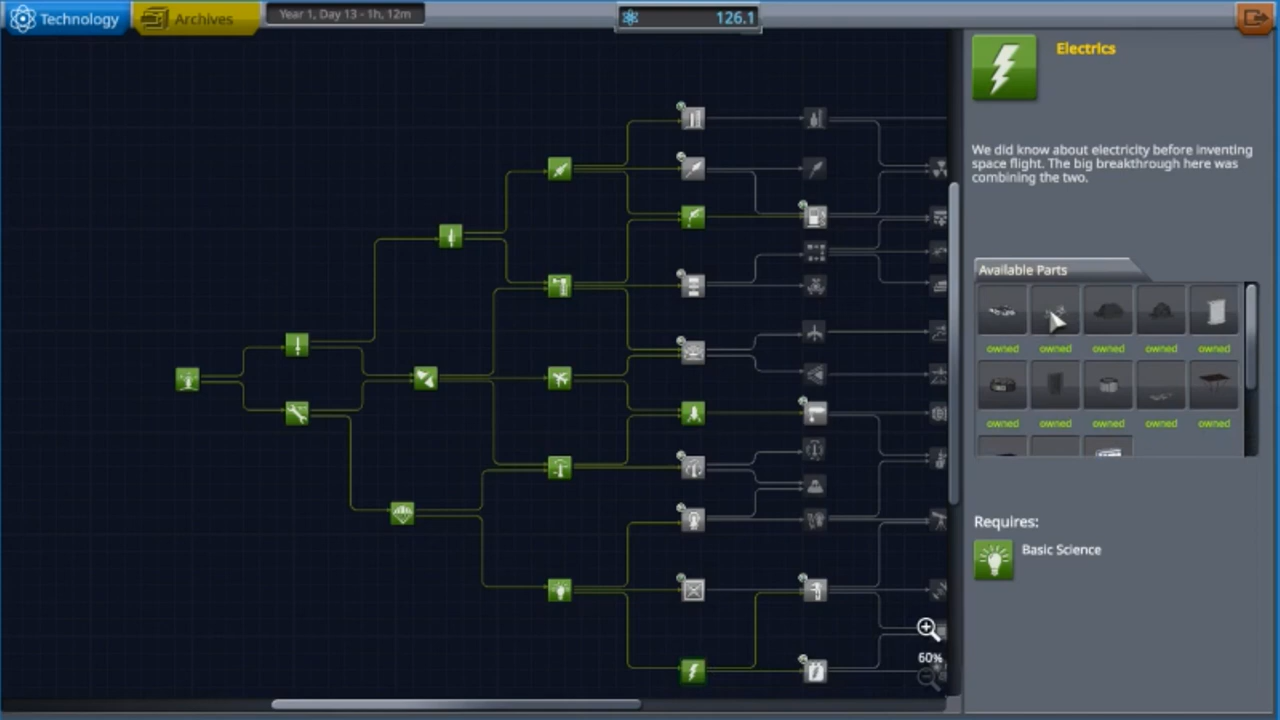 Technology
Archives
Year 1, Day 13 - 1h, 12m
126.1
Electrics
We did know about electricity before inventing
space flight. The big breakthrough here was
combining the two.
Available Parts
owned owned owned owned owned
owned owned owned owned owned
Requires:
Basic Science
60%